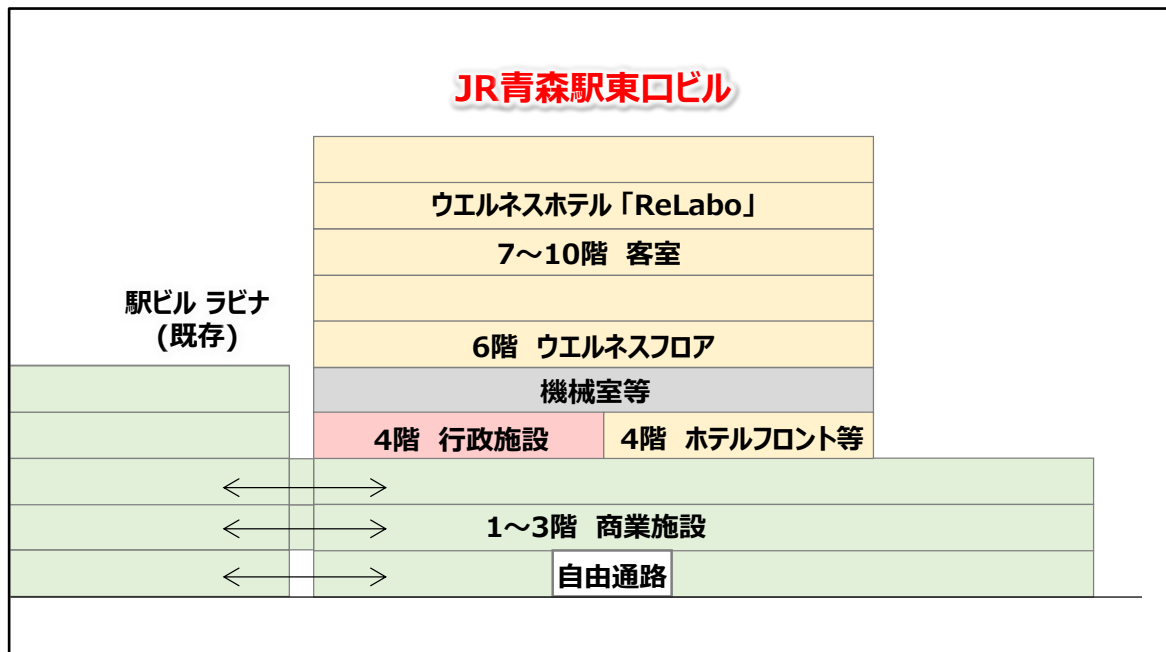 JR青森駅東口ビル
ウエルネスホテル「ReLabo」
7～10階 客室
駅ビル ラビナ
(既存)
6階 ウエルネスフロア
機械室等
4階 行政施設
4階 ホテルフロント等
1～3階 商業施設
自由通路